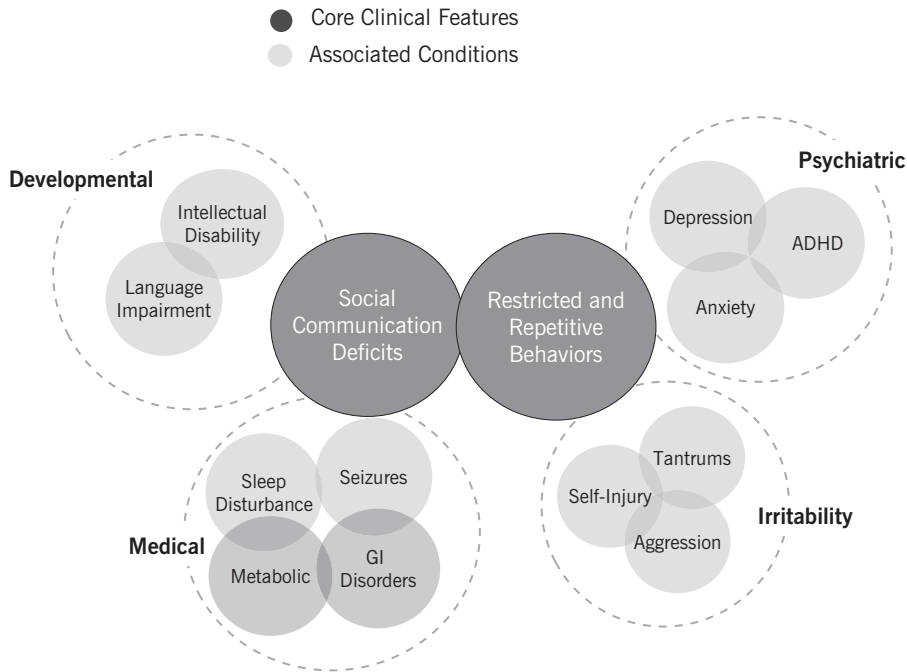 Core Clinical Features
Associated Conditions
Developmental
Intellectual
Disability
Language
Impairment
Social
Communication
Deficits
Restricted and
Repetitive
Behaviors
Psychiatric
Depression
ADHD
Anxiety
Medical
Sleep
Disturbance
Seizures
Metabolic
GI
Disorders
Irritability
Tantrums
Self-Injury
Aggression